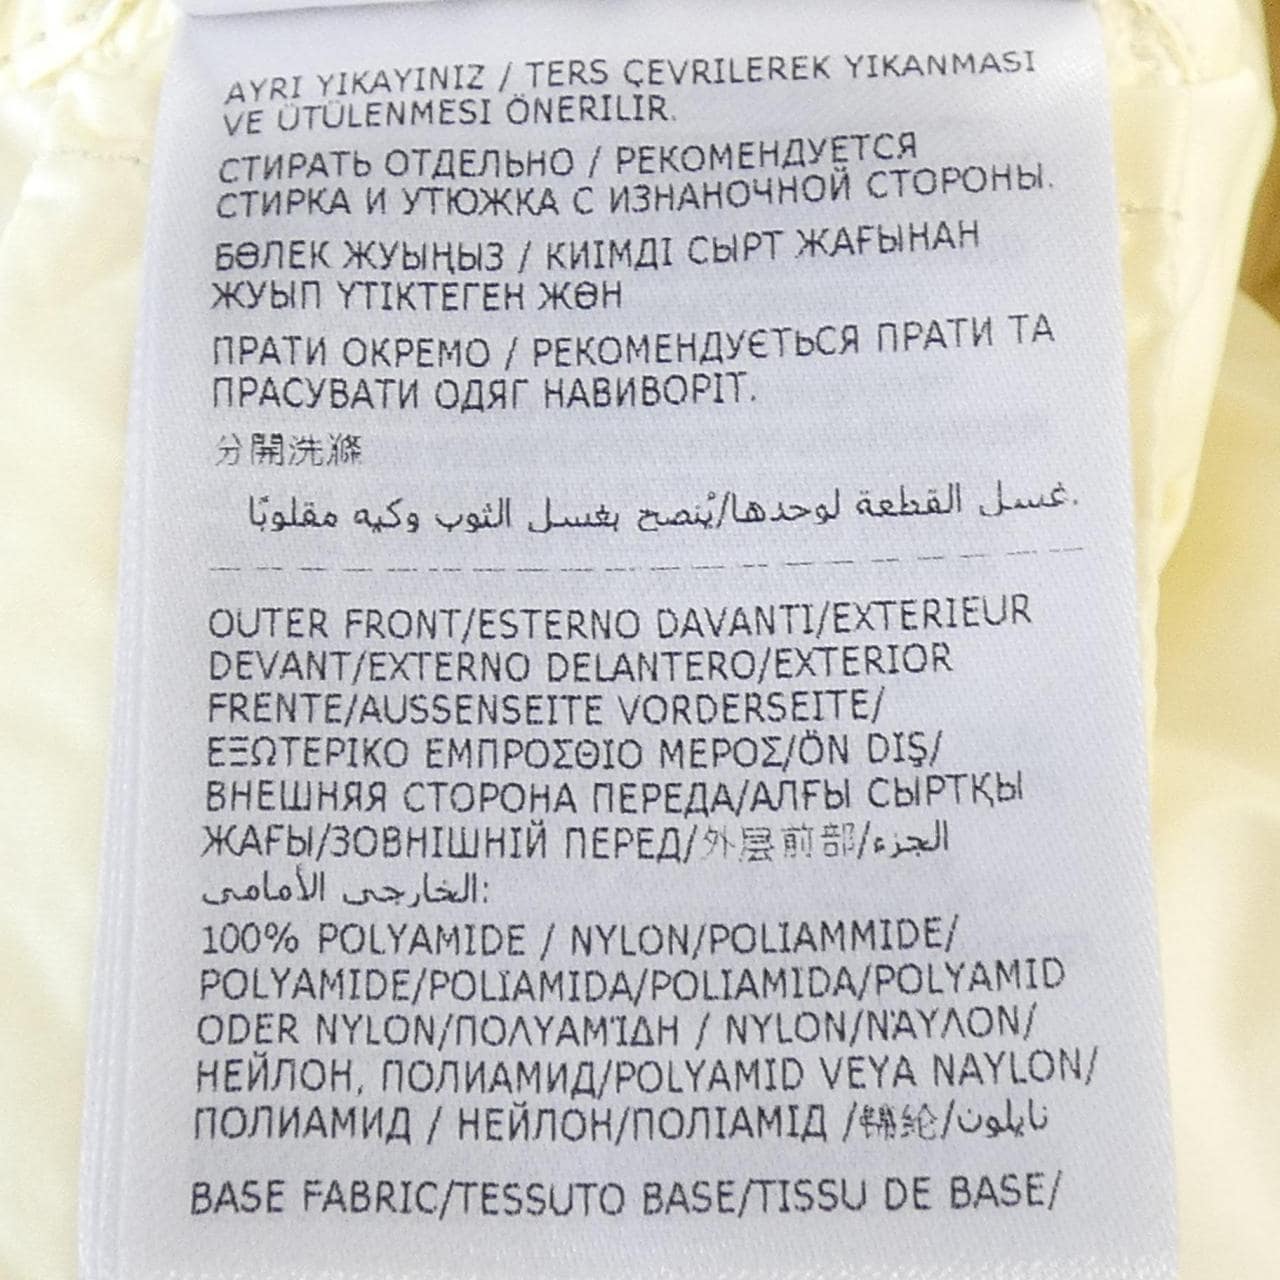 AYRI YIKAYINIZ / TERS ÇEVRILEREK YIKANMASI
VE ÜTÜLENMESI ÖNERILIR.
СТИРАТЬ ОТДЕЛЬНО / РЕКОМЕНДУЕТСЯ
СТИРКА И УТЮЖКА С ИЗНАНОЧНОЙ СТОРОНЫ.
БӨЛЕК ЖУЫҢЫЗ / КИІМДІ СЫРТ ЖАҒЫНАН
ЖУЫП ҮТІКТЕГЕН ЖӨН
ПРАТИ ОКРЕМО / РЕКОМЕНДУЄТЬСЯ ПРАТИ ТА
ПРАСУВАТИ ОДЯГ НАВИВОРІТ.
分開洗滌
غسل القطعة لوحدها/يُنصح بغسل الثوب وكيه مقلوبًا.
OUTER FRONT/ESTERNO DAVANTI/EXTERIEUR
DEVANT/EXTERNO DELANTERO/EXTERIOR
FRENTE/AUSSENSEITE VORDERSEITE/
ΕΞΩΤΕΡΙΚΟ ΕΜΠΡΟΣΘΙΟ ΜΕΡΟΣ/ÖN DIŞ/
ВНЕШНЯЯ СТОРОНА ПЕРЕДА/АЛҒЫ СЫРТҚЫ
ЖАҒЫ/ЗОВНІШНІЙ ПЕРЕД/外层前部/الجزء
الخارجي الأمامي:
100% POLYAMIDE / NYLON/POLIAMMIDE/
POLYAMIDE/POLIAMIDA/POLIAMIDA/POLYAMID
ODER NYLON/ΠΟΛΥΑΜΊΔΗ / NYLON/ΝΆΥΛΟΝ/
НЕЙЛОН, ПОЛИАМИД/POLYAMID VEYA NAYLON/
ПОЛИАМИД / НЕЙЛОН/ПОЛІАМІД /锦纶/نايلون
BASE FABRIC/TESSUTO BASE/TISSU DE BASE/